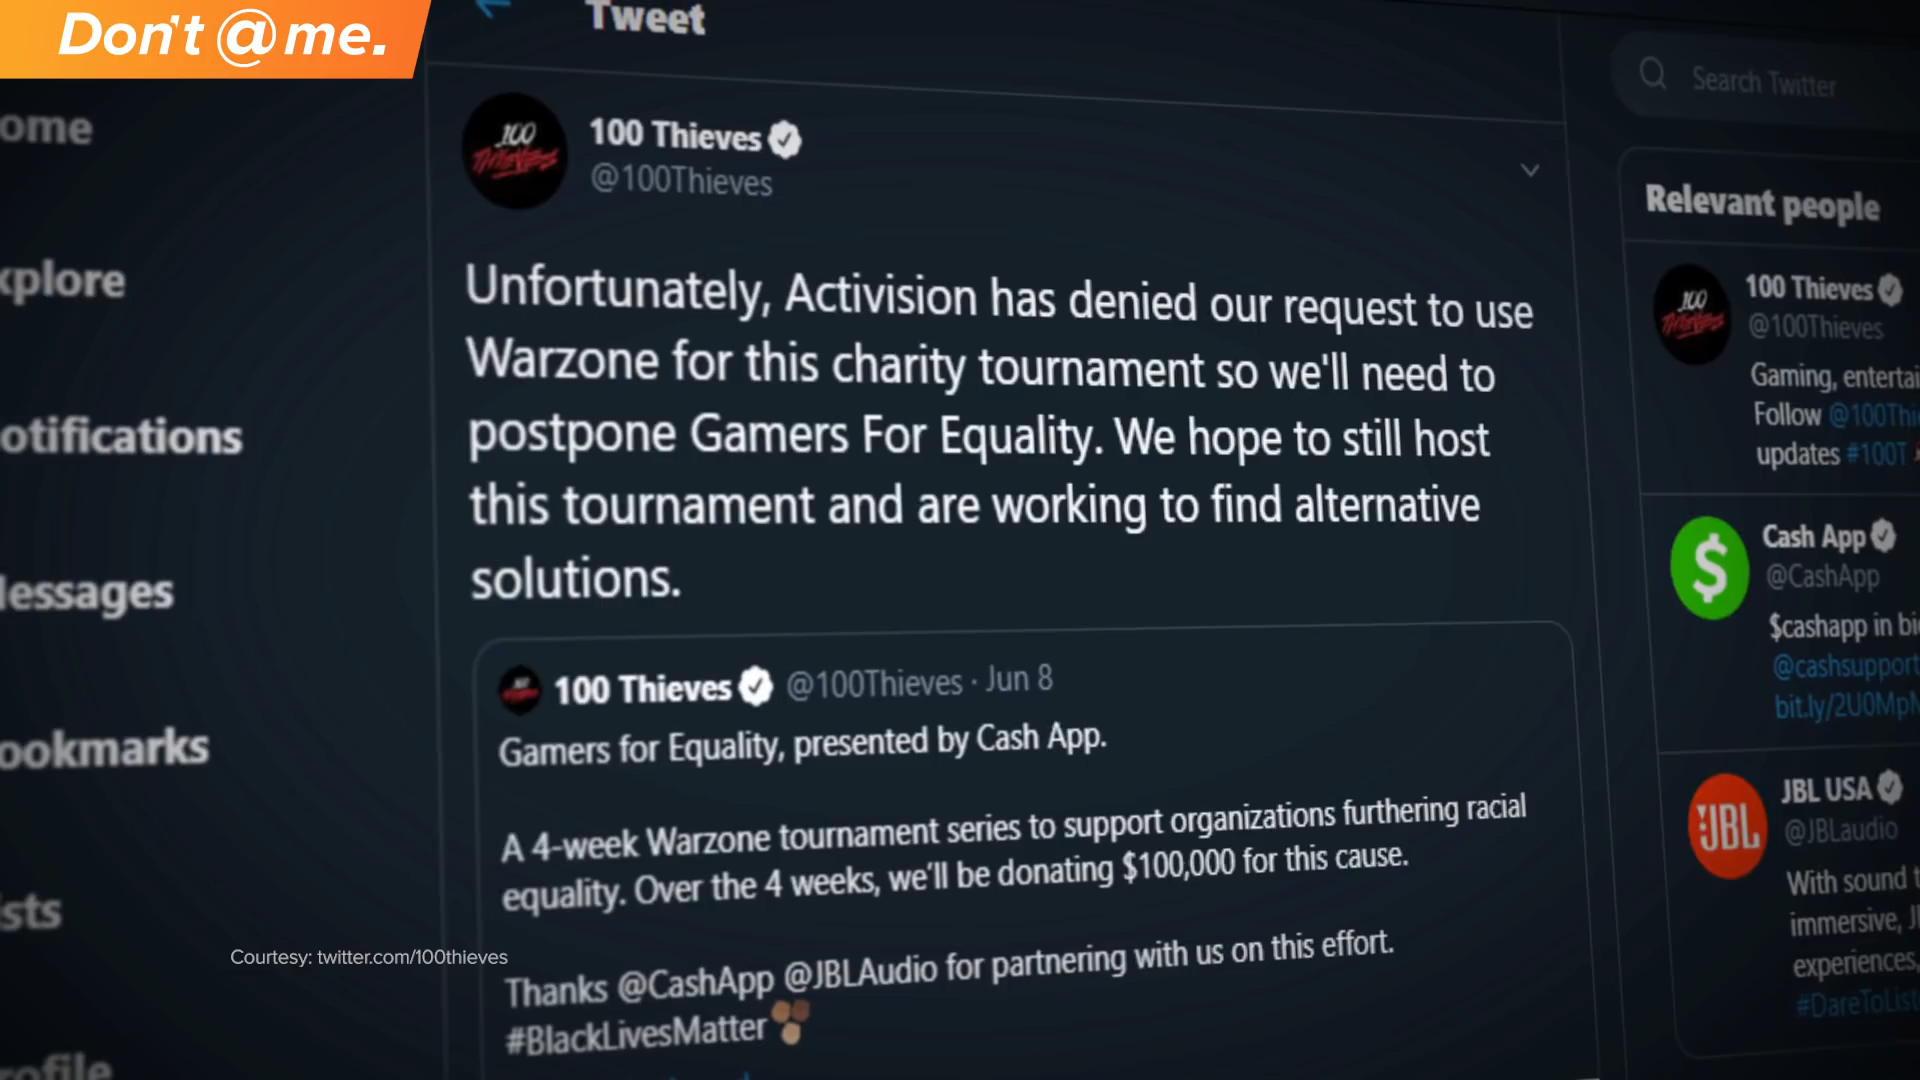 Don't @ me.
Tweet
Search Twitter
ome
100 Thieves
@100Thieves
xplore
Relevant people
Unfortunately, Activision has denied our request to use
Warzone for this charity tournament so we'll need to
postpone Gamers For Equality. We hope to still host
this tournament and are working to find alternative
solutions.
100 Thieves
@100Thieves
Gaming, entertai
Follow @100Thi
updates #100T
otifications
Cash App
@CashApp
$cashapp in bi
@cashsupport
bit.ly/2U0Mp
essages
100 Thieves @100Thieves · Jun 8
Gamers for Equality, presented by Cash App.
A 4-week Warzone tournament series to support organizations furthering racial
equality. Over the 4 weeks, we'll be donating $100,000 for this cause.
Thanks @CashApp @JBLAudio for partnering with us on this effort.
#BlackLivesMatter
ookmarks
JBL
JBL USA
@JBLaudio
With sound t
immersive, J
experiences,
#DareToList
ists
Courtesy: twitter.com/100thieves
rofile